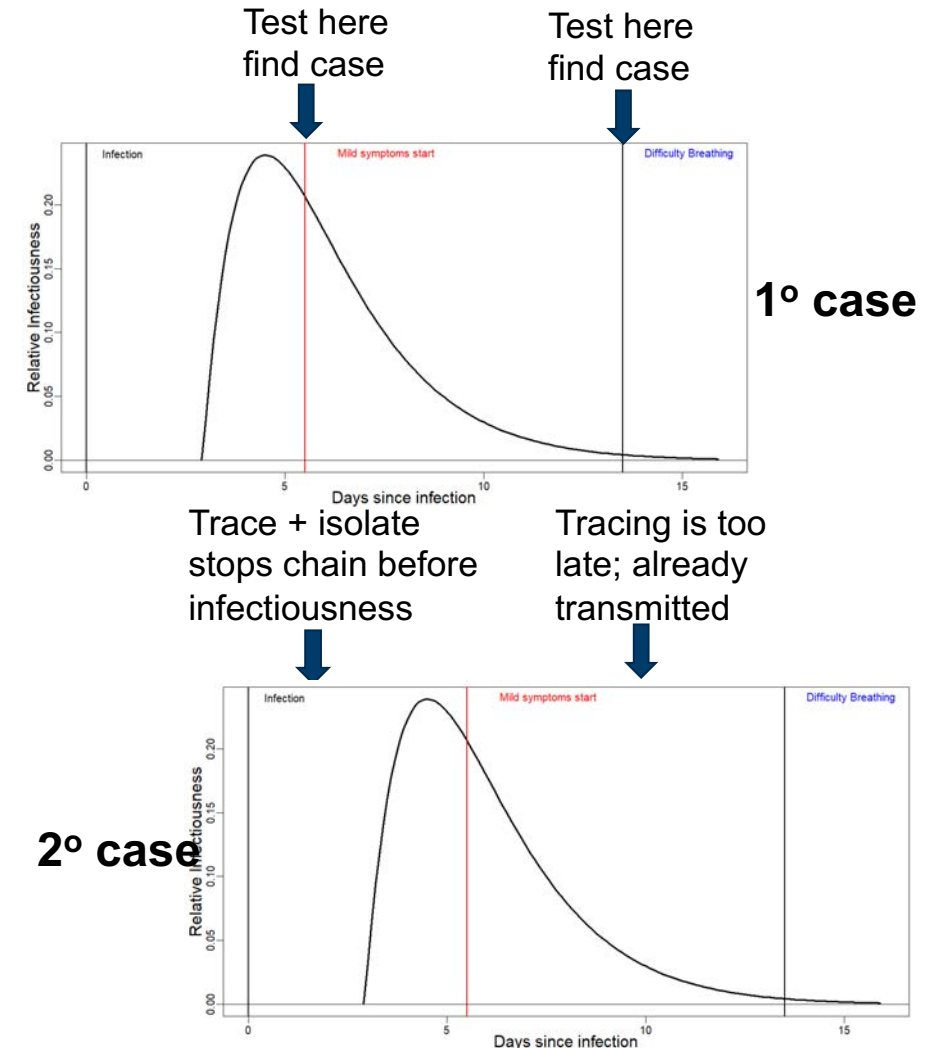 Test here
find case
Test here
find case
Infection
Mild symptoms start
Difficulty Breathing
Relative Infectiousness
0.20
0.15
0.10
0.05
0.00
1º case
0
5
10
15
Days since infection
Trace + isolate
stops chain before
infectiousness
Tracing is too
late; already
transmitted
Infection
Mild symptoms start
Difficulty Breathing
2º case
Relative Infectiousness
0.20
0.15
0.10
0.05
0.00
0
5
10
15
Days since infection